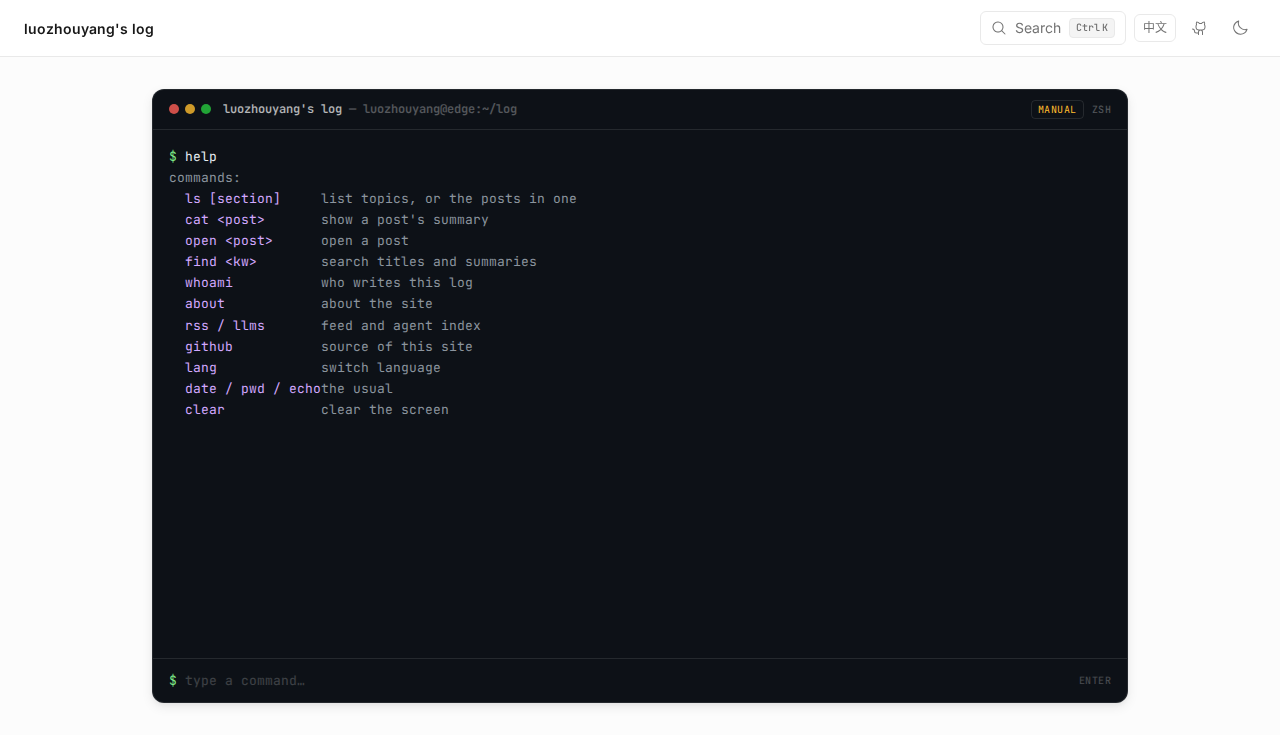 luozhouyang's log
Search Ctrl K 中文
luozhouyang's log — luozhouyang@edge:~/log MANUAL ZSH
$ help
commands:
ls [section] list topics, or the posts in one
cat <post> show a post's summary
open <post> open a post
find <kw> search titles and summaries
whoami who writes this log
about about the site
rss / llms feed and agent index
github source of this site
lang switch language
date / pwd / echo the usual
clear clear the screen
$ type a command… ENTER